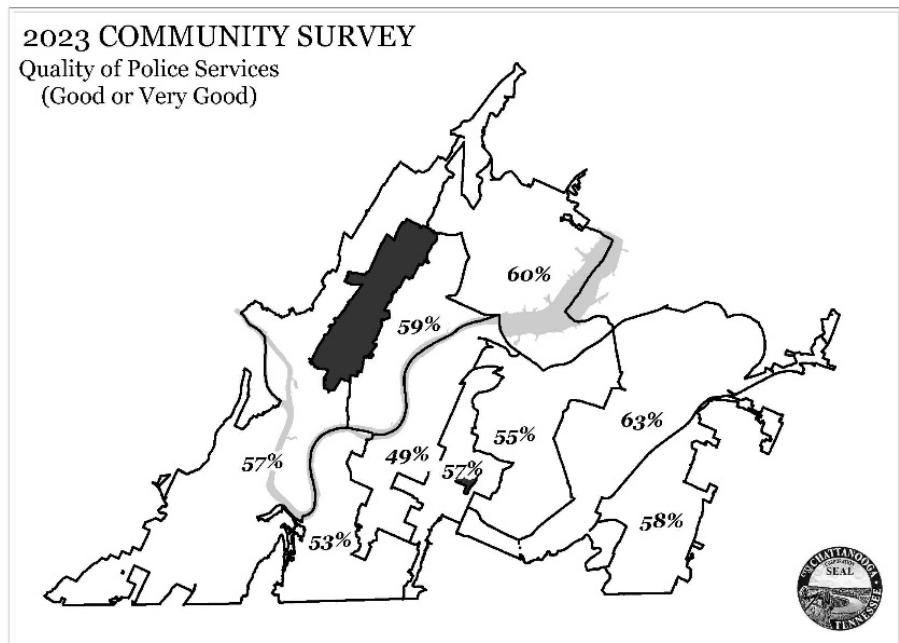 2023 COMMUNITY SURVEY
Quality of Police Services
(Good or Very Good)
60%
59%
63%
55%
49%
57%
57%
58%
53%
CHATTANOOGA
CORPORATION
SEAL
TENNESSEE